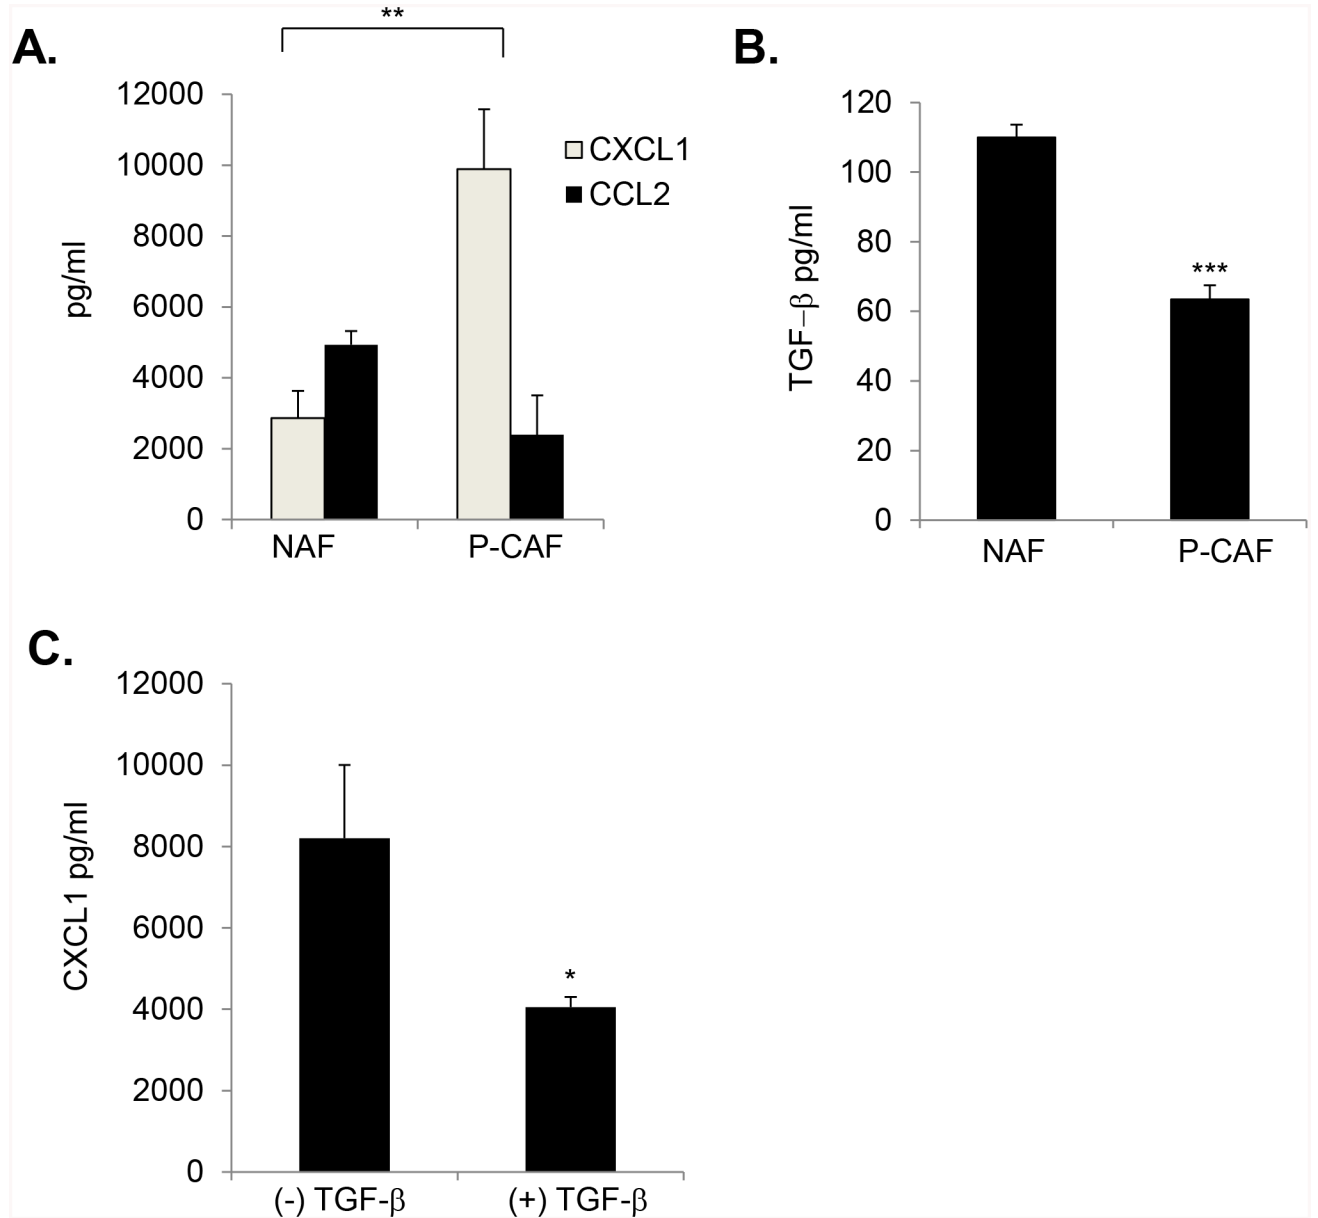 A.
**
12000
10000
8000
6000
4000
2000
0
pg/ml
CXCL1
CCL2
NAF P-CAF
B.
120
100
80
60
40
20
0
TGF−β pg/ml
***
NAF P-CAF
C.
12000
10000
8000
6000
4000
2000
0
CXCL1 pg/ml
*
(-) TGF-β (+) TGF-β